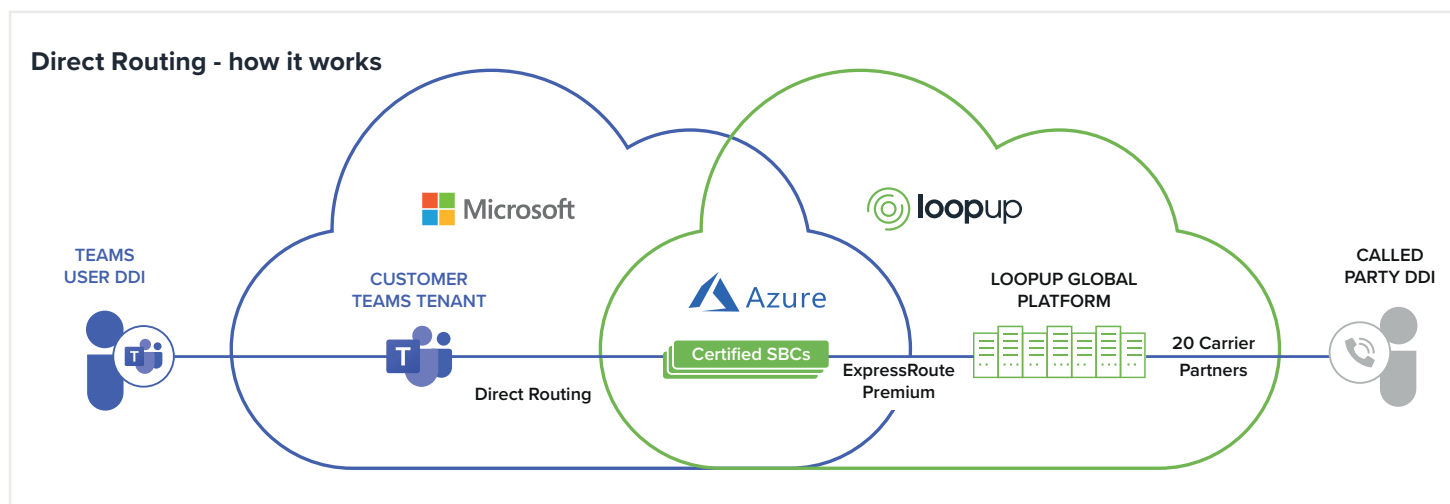 Direct Routing - how it works
Microsoft
loopup
TEAMS
USER DDI
CUSTOMER
TEAMS TENANT
Azure
LOOPUP GLOBAL
PLATFORM
CALLED
PARTY DDI
T
T
Certified SBCs
20 Carrier
Partners
Direct Routing
ExpressRoute
Premium